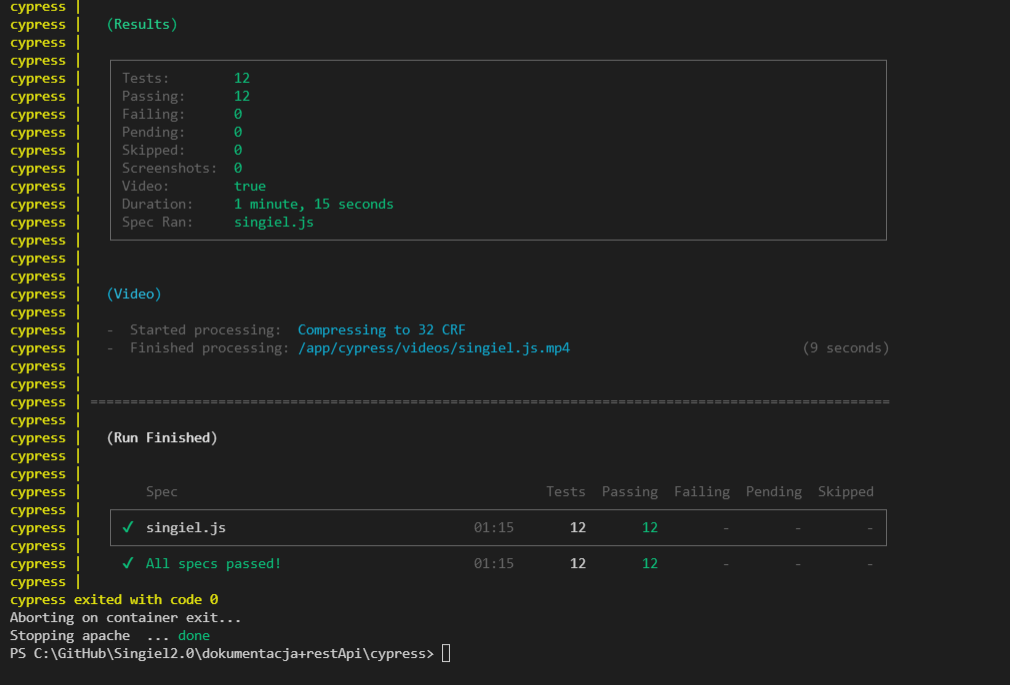 cypress |
cypress | (Results)
cypress |
cypress |
cypress | Tests: 12
cypress | Passing: 12
cypress | Failing: 0
cypress | Pending: 0
cypress | Skipped: 0
cypress | Screenshots: 0
cypress | Video: true
cypress | Duration: 1 minute, 15 seconds
cypress | Spec Ran: singiel.js
cypress |
cypress |
cypress |
cypress | (Video)
cypress |
cypress | - Started processing: Compressing to 32 CRF
cypress | - Finished processing: /app/cypress/videos/singiel.js.mp4 (9 seconds)
cypress |
cypress |
cypress | ====================================================================================================
cypress |
cypress | (Run Finished)
cypress |
cypress |
cypress | Spec Tests Passing Failing Pending Skipped
cypress |
cypress | ✓ singiel.js 01:15 12 12 - - -
cypress |
cypress | ✓ All specs passed! 01:15 12 12 - - -
cypress |
cypress exited with code 0
Aborting on container exit...
Stopping apache ... done
PS C:\GitHub\Singiel2.0\dokumentacja+restApi\cypress>